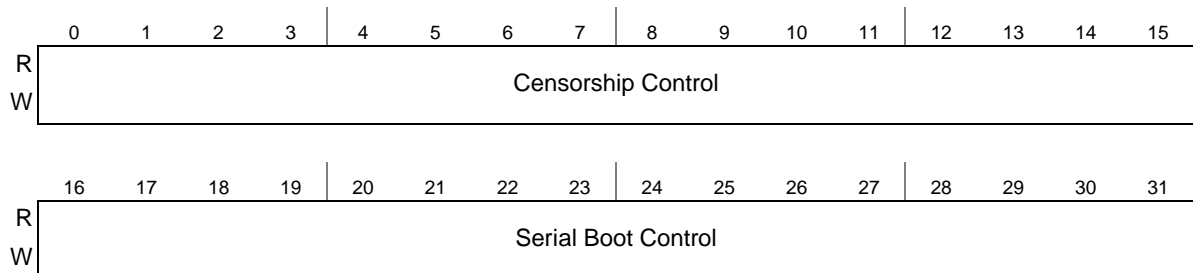 0 1 2 3 4 5 6 7 8 9 10 11 12 13 14 15
R
Censorship Control
W
16 17 18 19 20 21 22 23 24 25 26 27 28 29 30 31
R
Serial Boot Control
W